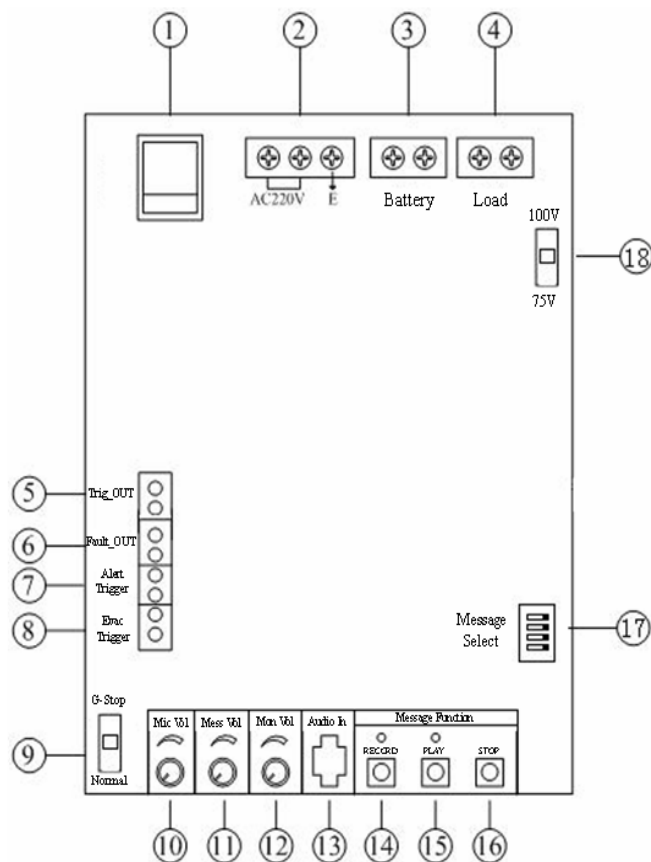 1 2 3 4
AC220V E
Battery
Load
100V
18
75V
5 Trig_OUT
6 Fault_OUT
7 Alert
Trigger
8 Evac
Trigger
Message
Select
17
G-Stop
9
Normal
Mic Vol
Mess Vol
Mon Vol
Audio In
Message Function
RECORD
PLAY
STOP
10 11 12 13 14 15 16